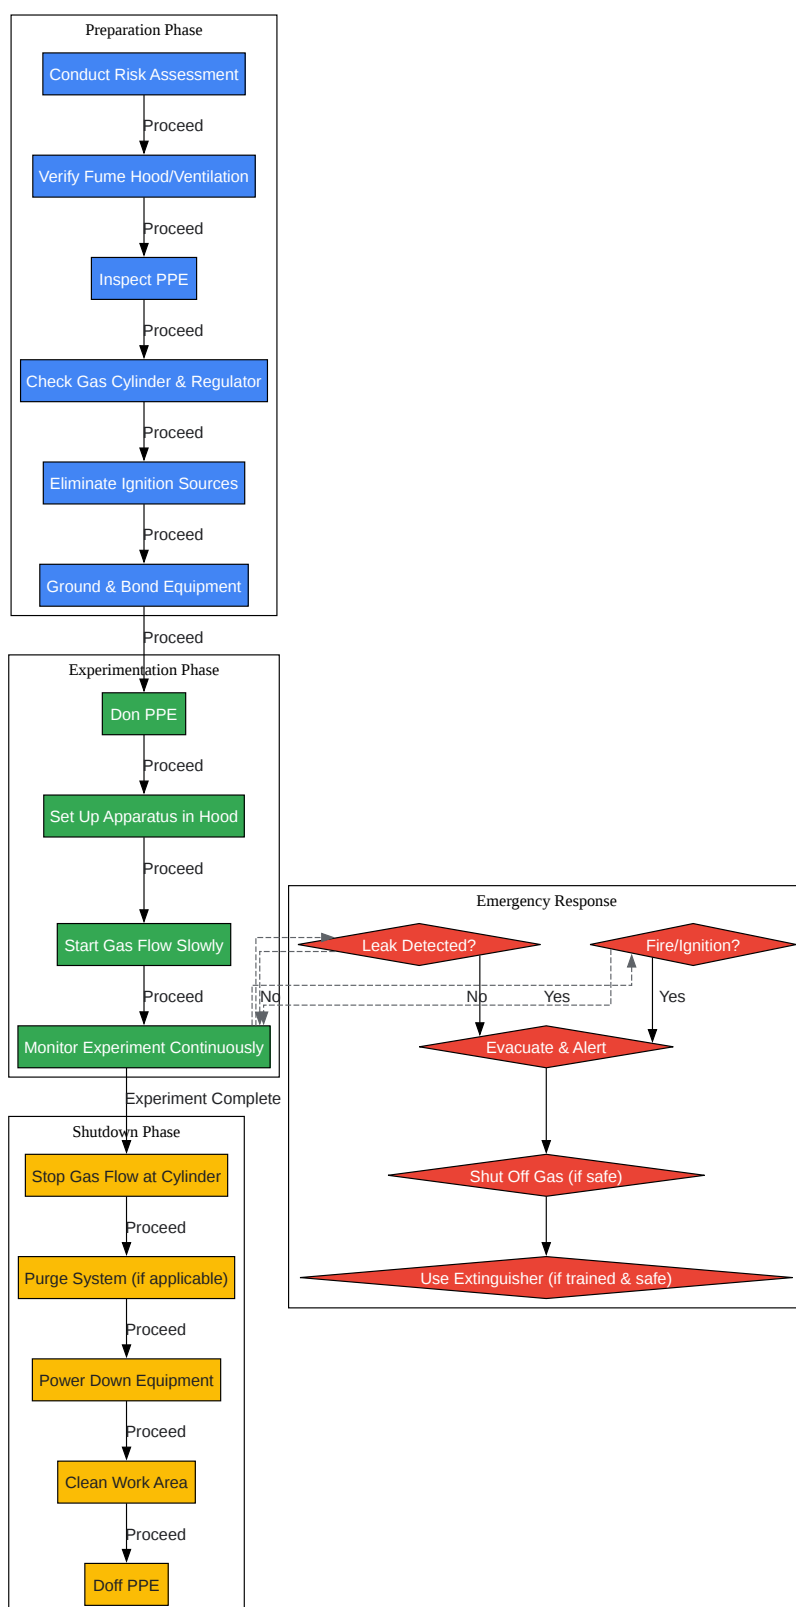 Preparation Phase
Conduct Risk Assessment
Proceed
Verify Fume Hood/Ventilation
Proceed
Inspect PPE
Proceed
Check Gas Cylinder & Regulator
Proceed
Eliminate Ignition Sources
Proceed
Ground & Bond Equipment
Proceed
Experimentation Phase
Don PPE
Proceed
Set Up Apparatus in Hood
Proceed
Start Gas Flow Slowly
Proceed
Monitor Experiment Continuously
Emergency Response
Leak Detected?
Fire/Ignition?
No
No
Yes
Yes
Evacuate & Alert
Shut Off Gas (if safe)
Use Extinguisher (if trained & safe)
Experiment Complete
Shutdown Phase
Stop Gas Flow at Cylinder
Proceed
Purge System (if applicable)
Proceed
Power Down Equipment
Proceed
Clean Work Area
Proceed
Doff PPE